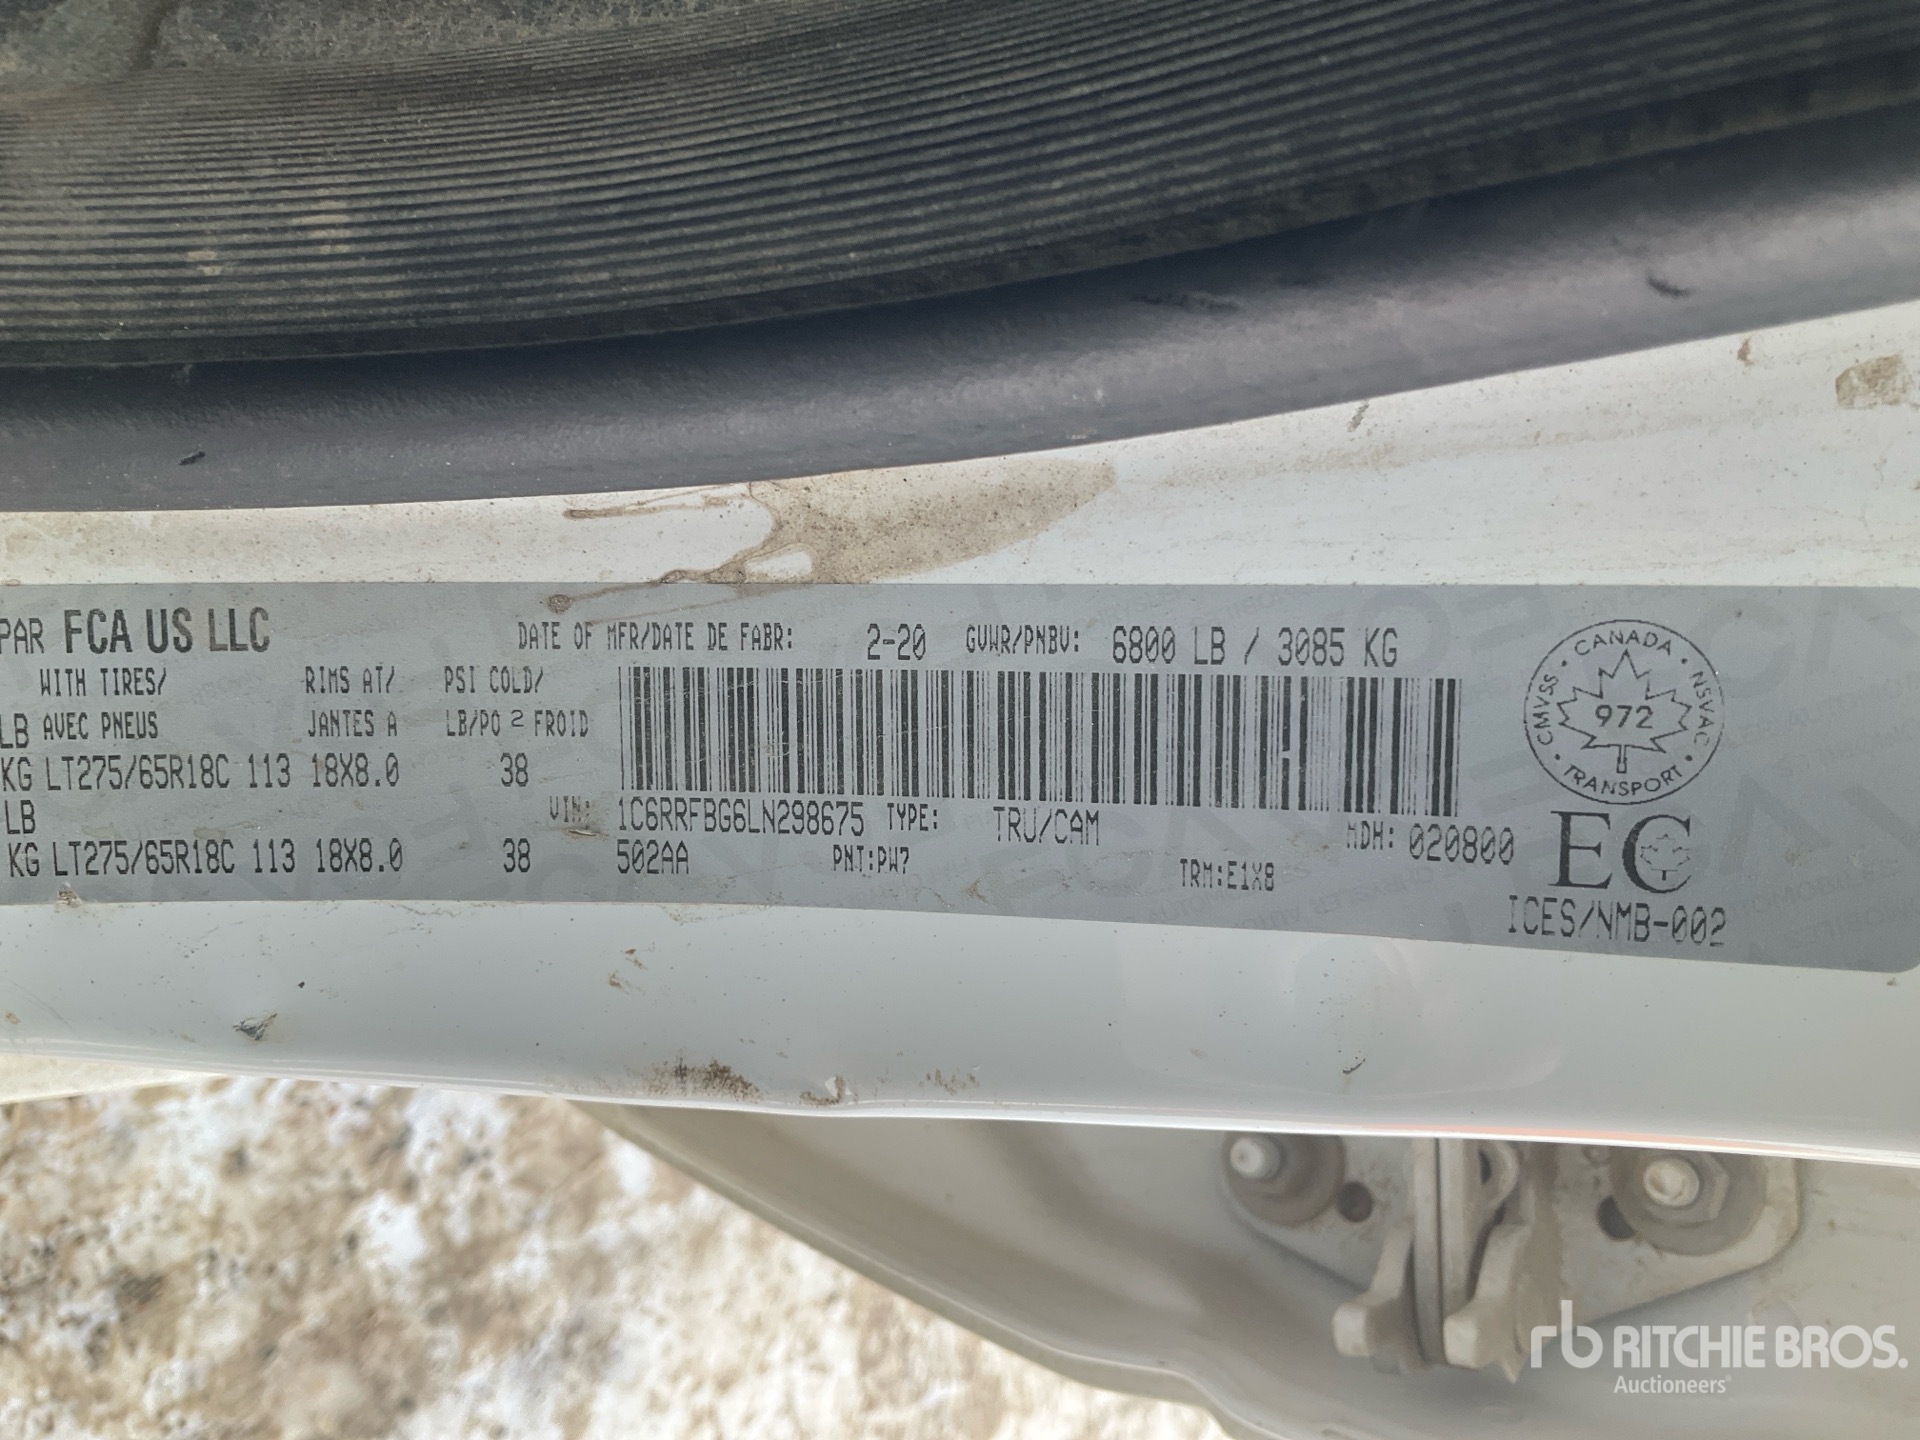 PAR FCA US LLC
DATE OF MFR/DATE DE FABR: 2-20 GVWR/PNBV: 6800 LB / 3085 KG
WITH TIRES/ RIMS AT/ PSI COLD/
LB AVEC PNEUS JANTES A LB/PO 2 FROID
KG LT275/65R18C 113 18X8.0 38
LB
KG LT275/65R18C 113 18X8.0 38
VIN: 1C6RRFBG6LN298675 TYPE: TRU/CAM MDH: 020800
502AA PNT:PW7 TRM:E1X8
CANADA
CMVSS NSVAC
972
TRANSPORT
EC
ICES/NMB-002
rb RITCHIE BROS.
Auctioneers